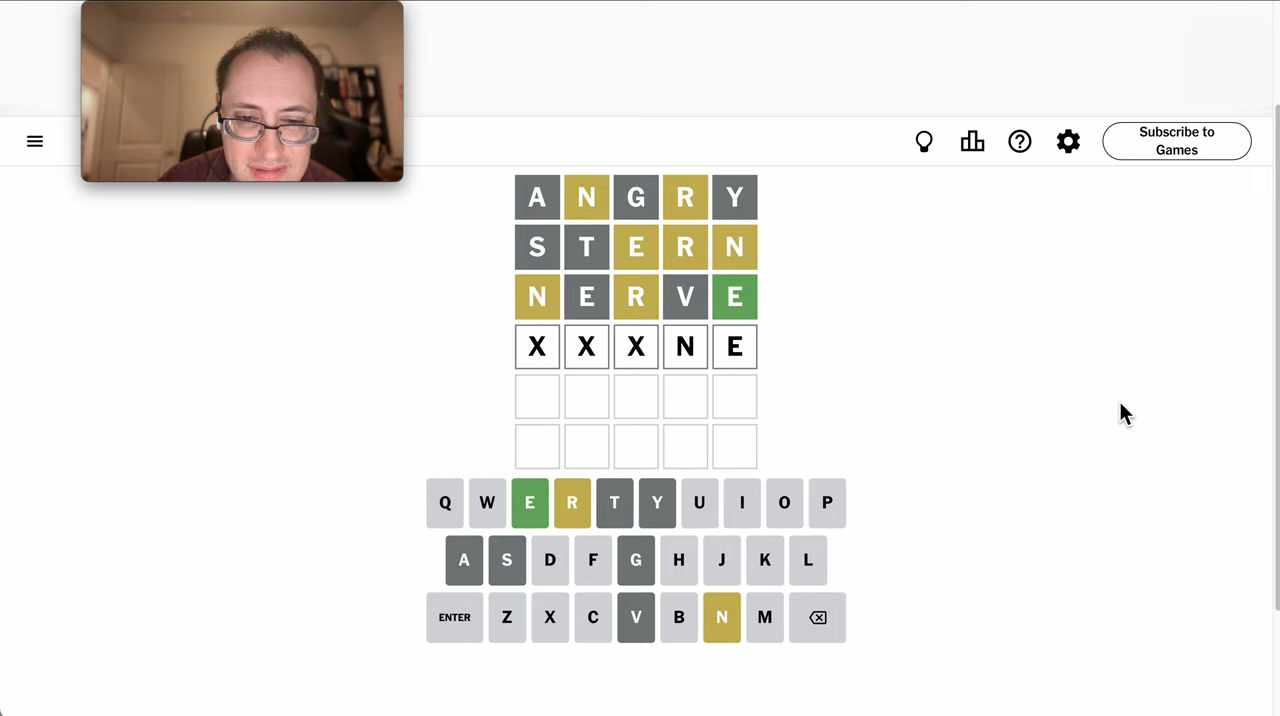 Subscribe to
Games
A N G R Y
S T E R N
N E R V E
X X X N E
Q W E R T Y U I O P
A S D F G H J K L
ENTER Z X C V B N M